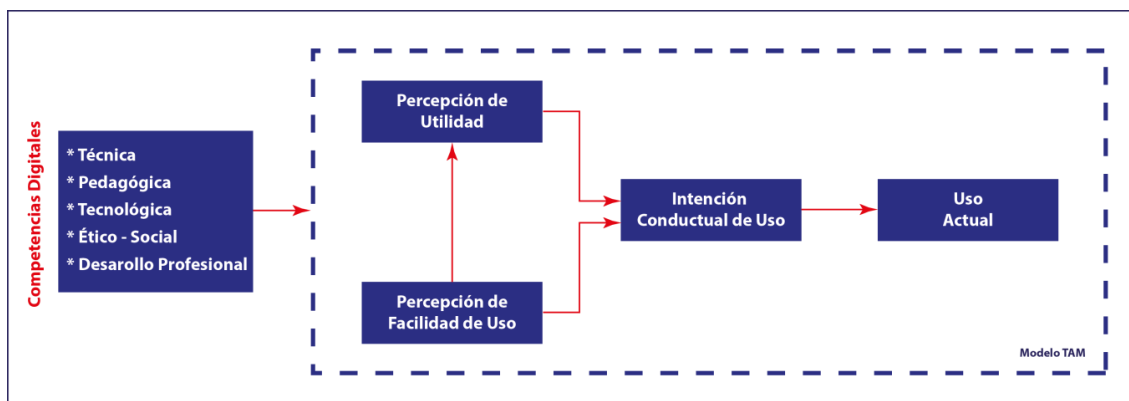 Competencias Digitales
* Técnica
* Pedagógica
* Tecnológica
* Ético - Social
* Desarollo Profesional
Percepción de
Utilidad
Percepción de
Facilidad de Uso
Intención
Conductual de Uso
Uso
Actual
Modelo TAM